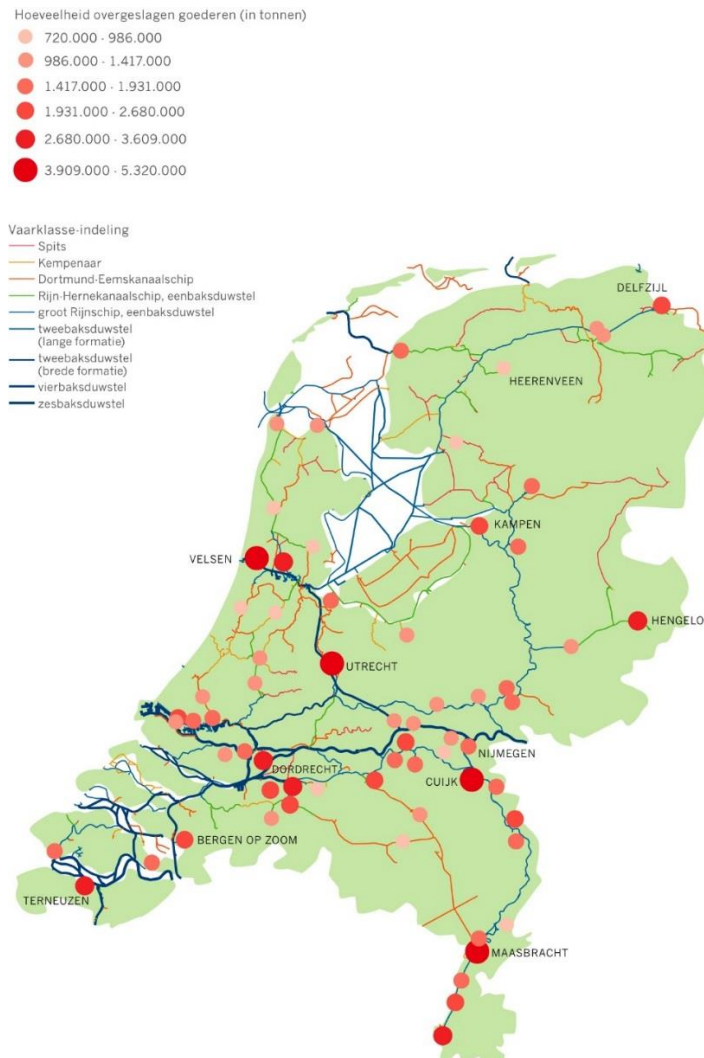 Hoeveelheid overgeslagen goederen (in tonnen)
720.000 - 986.000
986.000 - 1.417.000
1.417.000 - 1.931.000
1.931.000 - 2.680.000
2.680.000 - 3.609.000
3.909.000 - 5.320.000
Vaarklasse-indeling
Spits
Kempenaar
Dortmund-Eemskanaalschip
Rijn-Hernekanaalschip, eenbaksduwstel
groot Rijnschip, eenbaksduwstel
tweebaksduwstel
(lange formatie)
tweebaksduwstel
(brede formatie)
vierbaksduwstel
zesbaksduwstel
DELFZIJL
HEERENVEEN
KAMPEN
VELSEN
HENGELO
UTRECHT
NIJMEGEN
DORDRECHT
CUIJK
BERGEN OP ZOOM
TERNEUZEN
MAASBRACHT